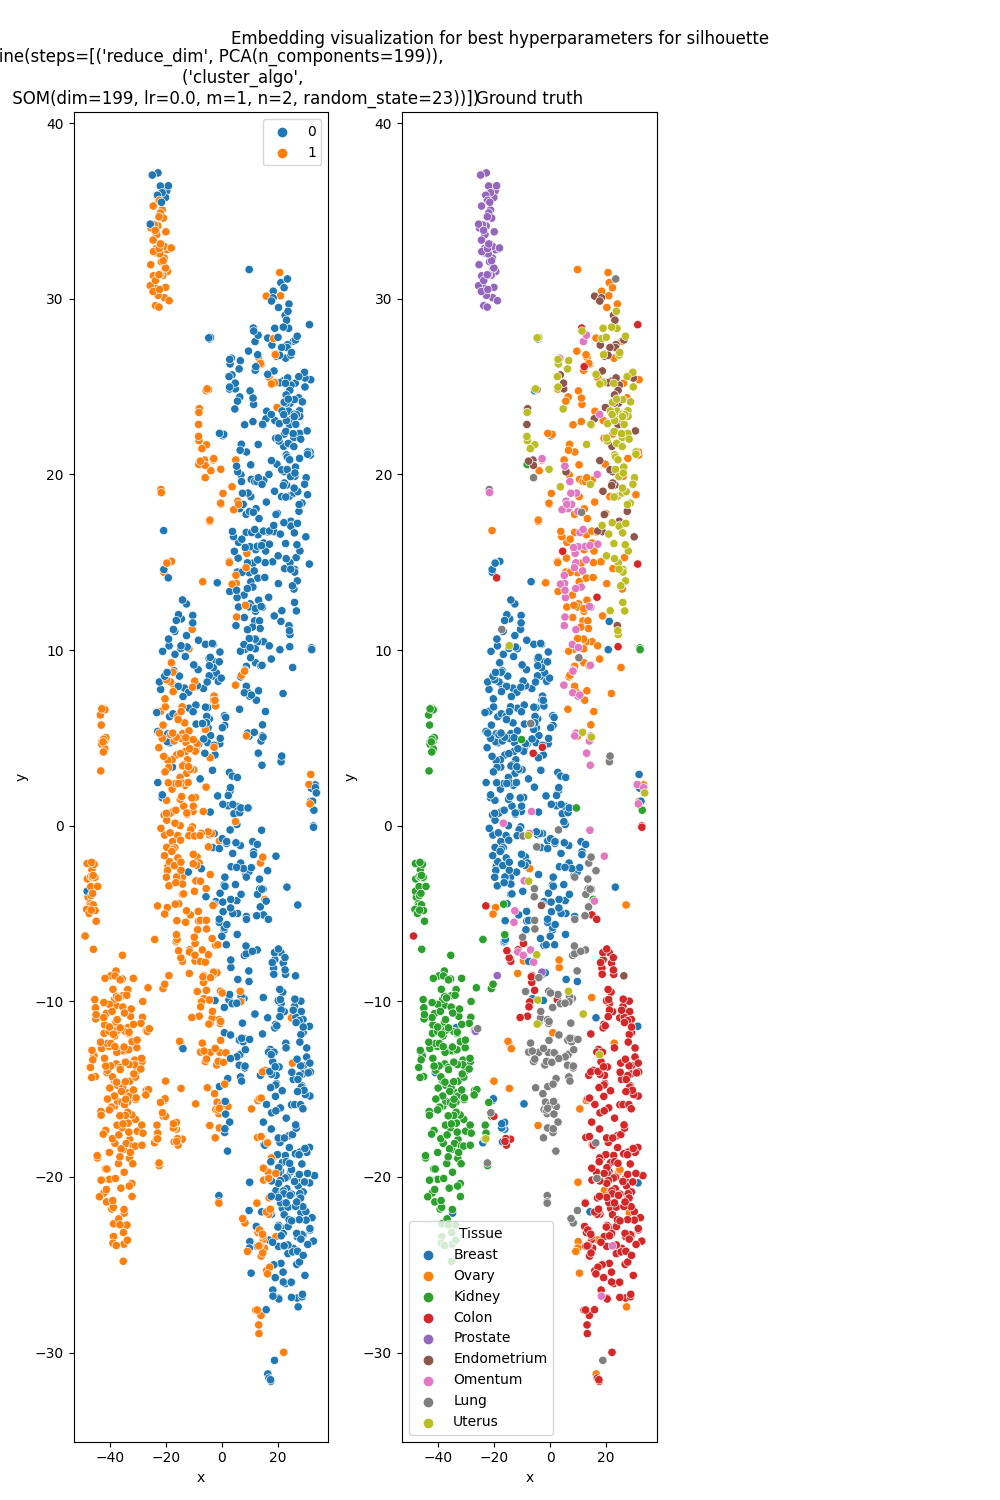 Embedding visualization for best hyperparameters for silhouette
ine(steps=[('reduce_dim', PCA(n_components=199)),
('cluster_algo',
SOM(dim=199, lr=0.0, m=1, n=2, random_state=23))])
Ground truth
0
1
40
30
20
10
0
−10
−20
−30
y
−40
−20
0
20
x
40
30
20
10
0
−10
−20
−30
y
−40
−20
0
20
x
Tissue
Breast
Ovary
Kidney
Colon
Prostate
Endometrium
Omentum
Lung
Uterus